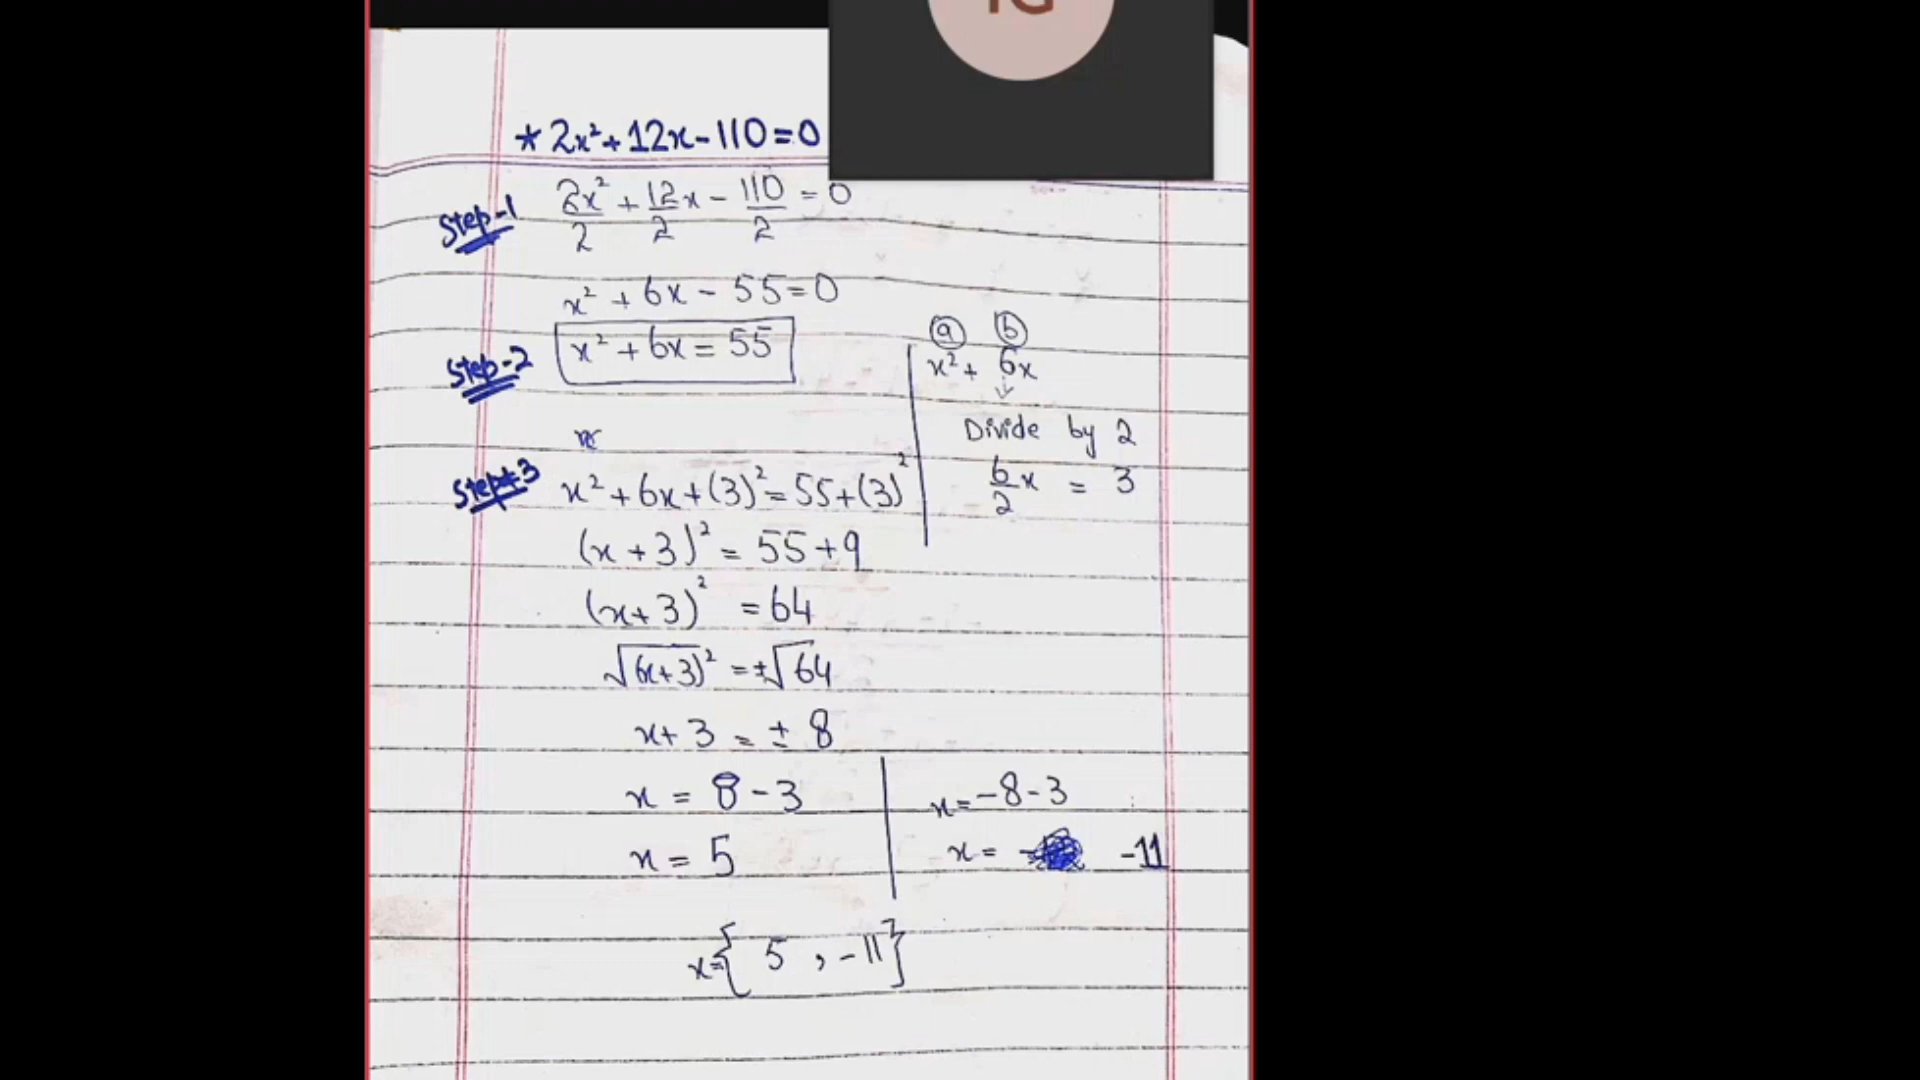 IG
* 2x² + 12x - 110 = 0
Step-1 2x²/2 + 12/2 x - 110/2 = 0
x² + 6x - 55 = 0
Step-2 x² + 6x = 55
Step-3 x² + 6x + (3)² = 55 + (3)²
(x + 3)² = 55 + 9
(x + 3)² = 64
√(x + 3)² = ±√64
x + 3 = ± 8
x = 8 - 3
x = 5
a b
x² + 6x
↓
Divide by 2
6/2 x = 3
x = -8 - 3
x = -11
x = { 5 , -11 }